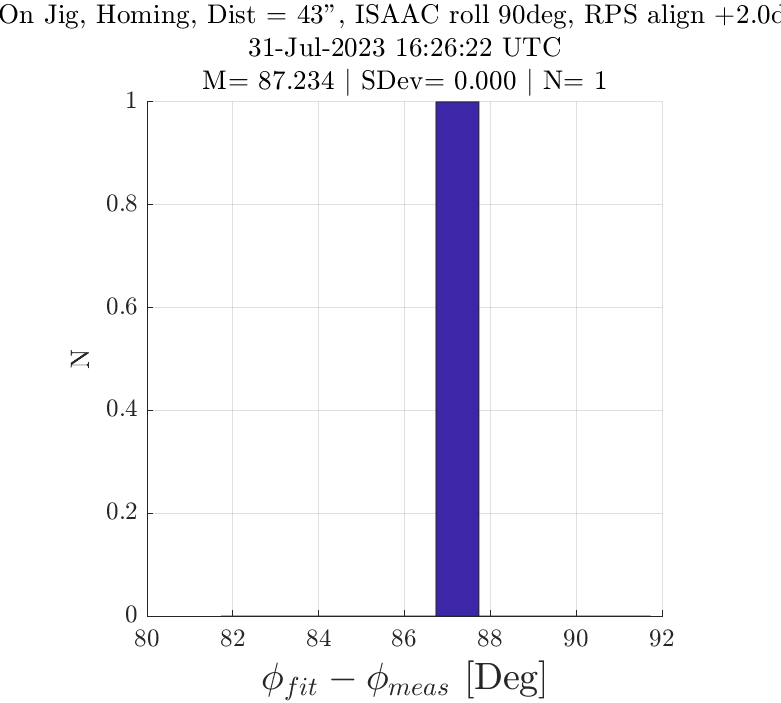 On Jig, Homing, Dist = 43”, ISAAC roll 90deg, RPS align +2.0d
31-Jul-2023 16:26:22 UTC
M= 87.234 | SDev= 0.000 | N= 1
1
0.8
0.6
N
0.4
0.2
0
80 82 84 86 88 90 92
ϕ_fit − ϕ_meas [Deg]